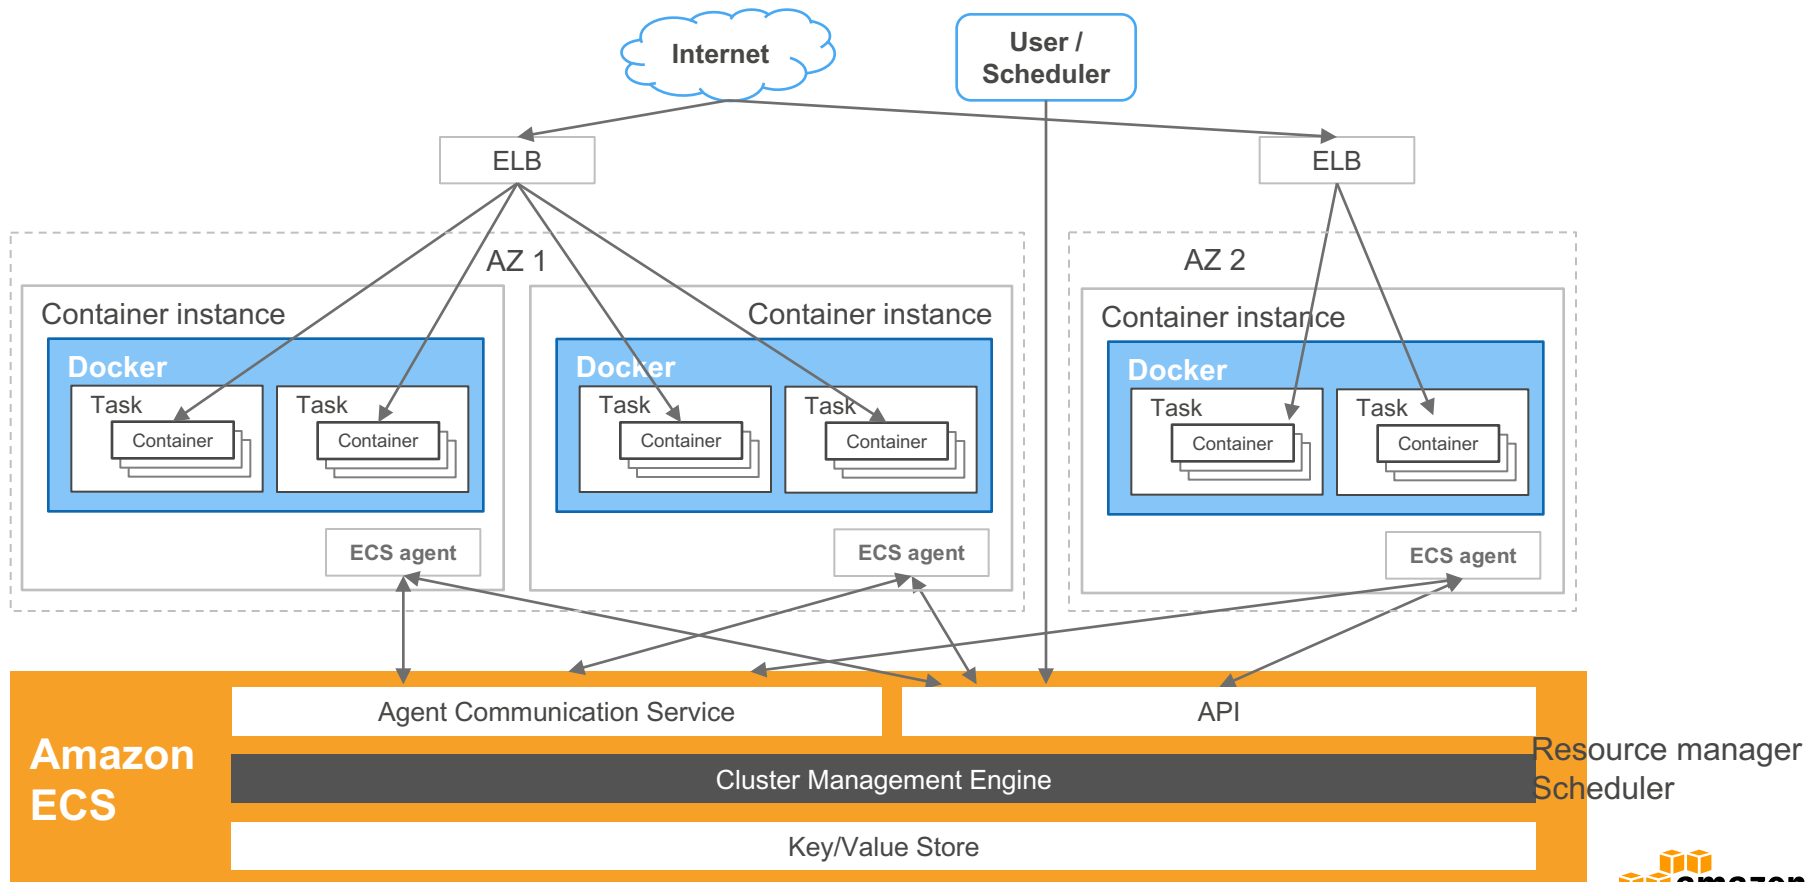 Internet
User /
Scheduler
ELB
ELB
AZ 1
AZ 2
Container instance
Container instance
Container instance
Docker
Docker
Docker
Task
Task
Task
Task
Task
Task
Container
Container
Container
Container
Container
Container
ECS agent
ECS agent
ECS agent
Amazon
ECS
Agent Communication Service
API
Cluster Management Engine
Key/Value Store
Resource manager
Scheduler
amazon